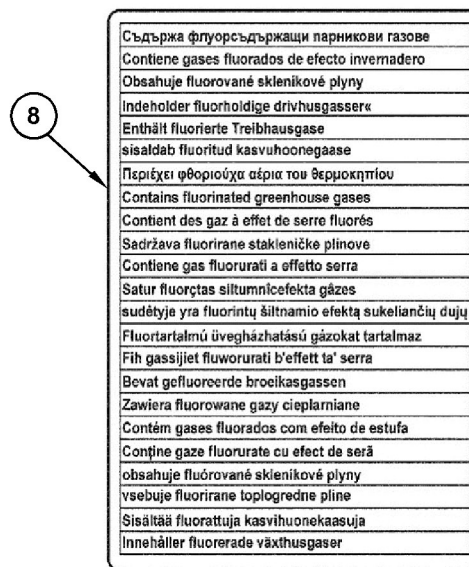 8
Съдържа флуорсъдържащи парникови газове
Contiene gases fluorados de efecto invernadero
Obsahuje fluorované skleníkové plyny
Indeholder fluorholdige drivhusgasser«
Enthält fluorierte Treibhausgase
sisaldab fluoritud kasvuhoonegaase
Περιέχει φθοριούχα αέρια του θερμοκηπίου
Contains fluorinated greenhouse gases
Contient des gaz à effet de serre fluorés
Sadržava fluorirane stakleničke plinove
Contiene gas fluorurati a effetto serra
Satur fluorçtas siltumnîcefekta gâzes
sudėtyje yra fluorintų šiltnamio efektą sukeliančių dujų
Fluortartalmú üvegházhatású gázokat tartalmaz
Fih gassijiet fluworurati b'effett ta' serra
Bevat gefluoreerde broeikasgassen
Zawiera fluorowane gazy cieplarniane
Contém gases fluorados com efeito de estufa
Conţine gaze fluorurate cu efect de seră
obsahuje fluórované skleníkové plyny
vsebuje fluorirane toplogredne pline
Sisältää fluorattuja kasvihuonekaasuja
Innehåller fluorerade växthusgaser